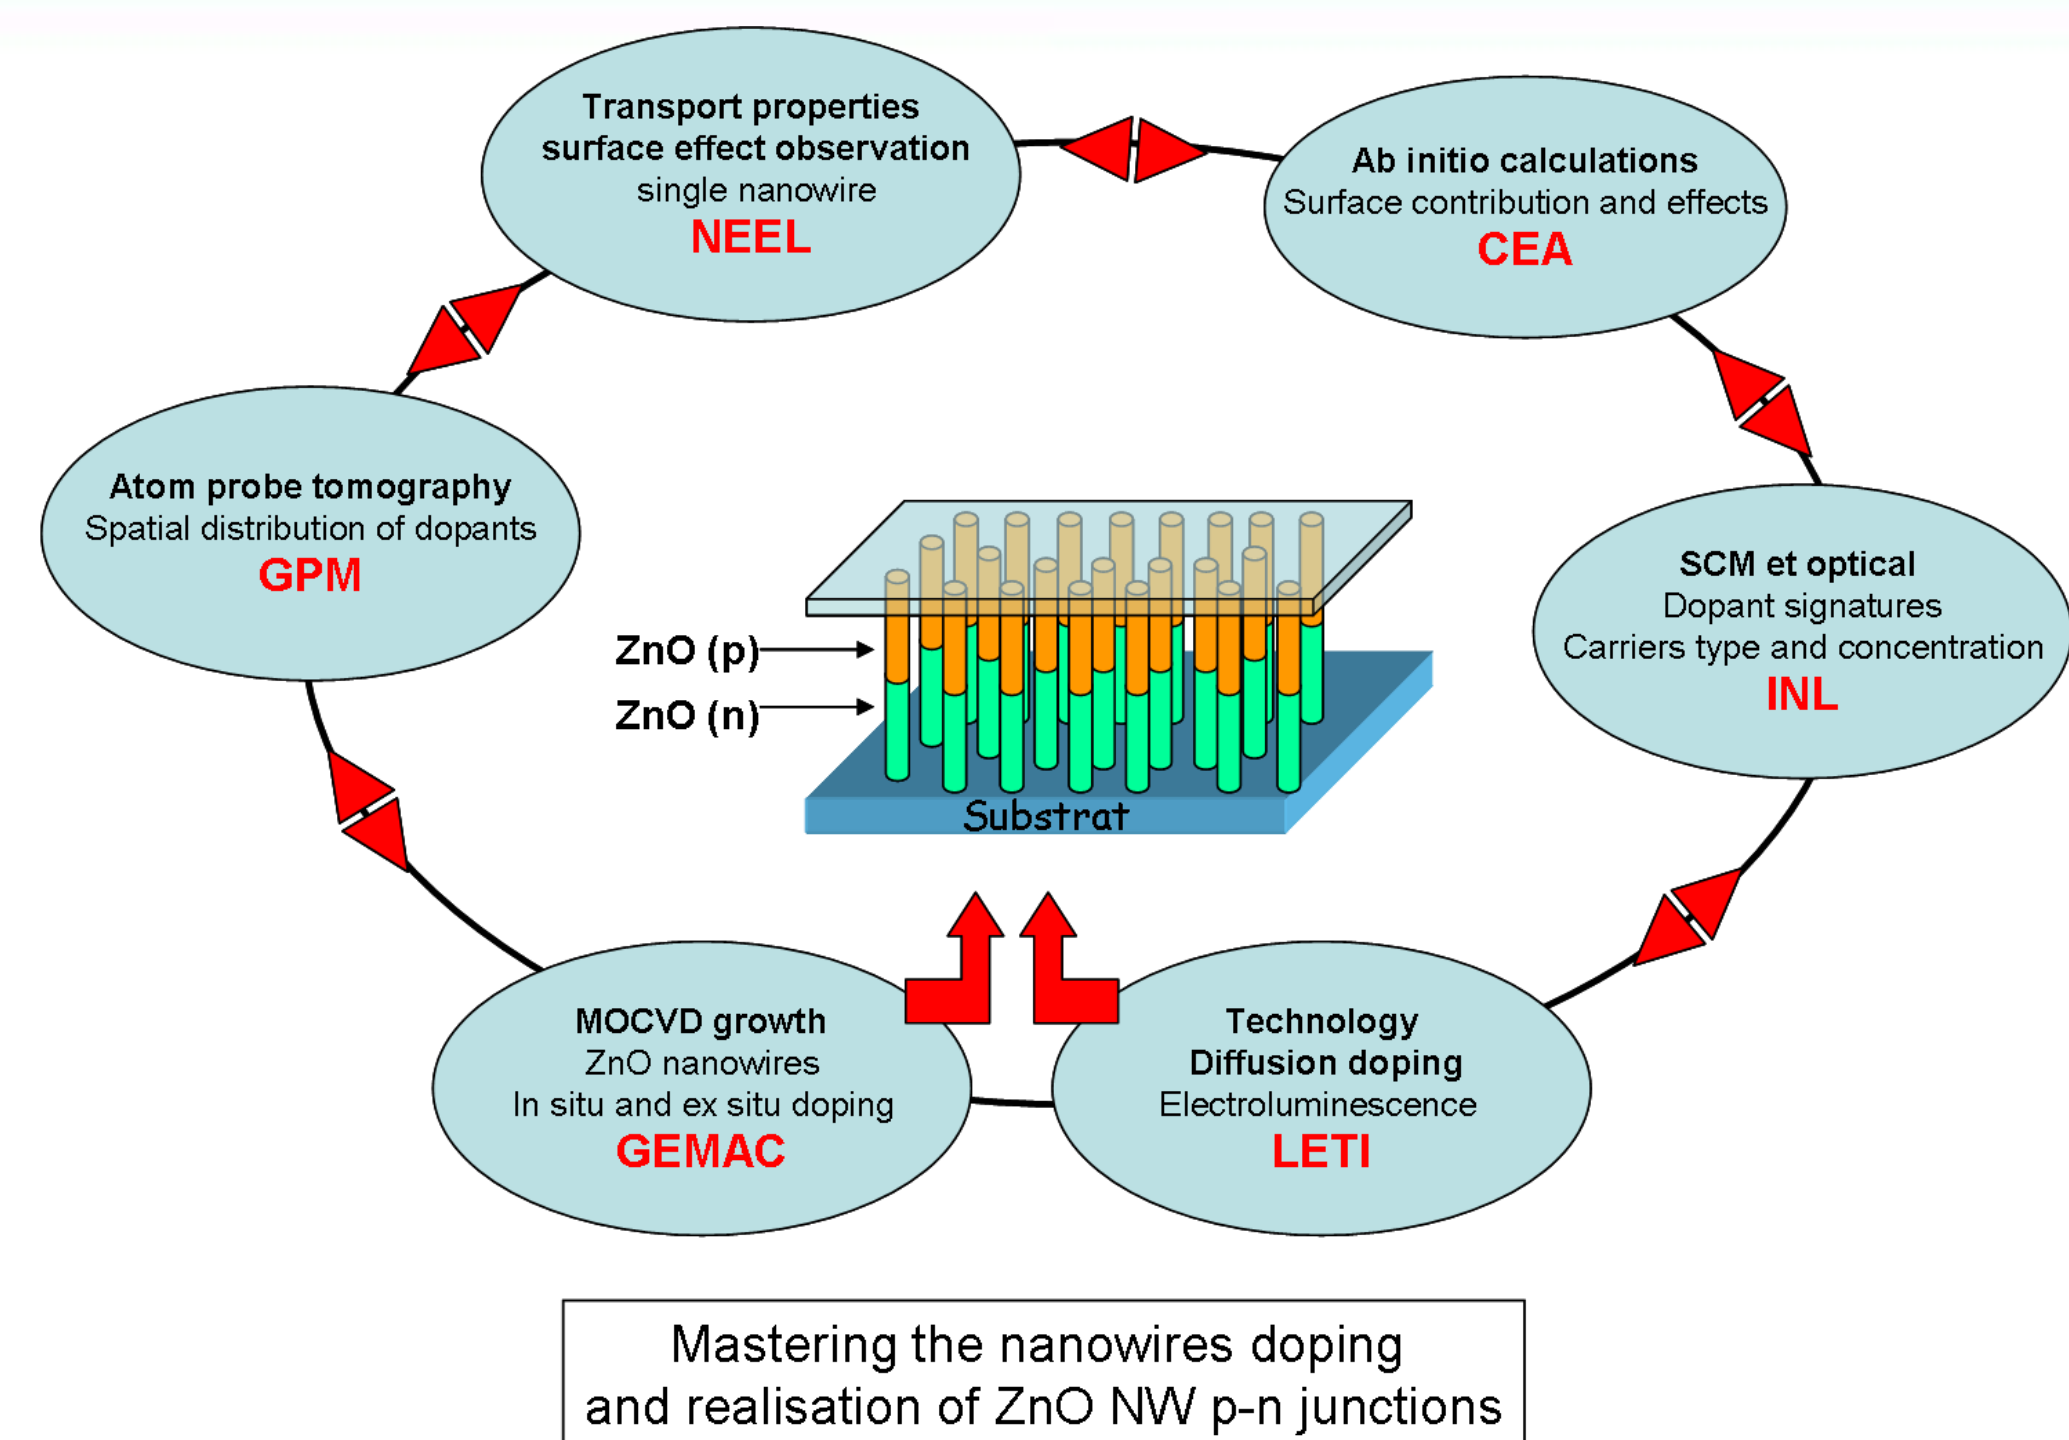 Transport properties
surface effect observation
single nanowire
NEEL
Ab initio calculations
Surface contribution and effects
CEA
Atom probe tomography
Spatial distribution of dopants
GPM
SCM et optical
Dopant signatures
Carriers type and concentration
INL
ZnO (p)
ZnO (n)
Substrat
MOCVD growth
ZnO nanowires
In situ and ex situ doping
GEMAC
Technology
Diffusion doping
Electroluminescence
LETI
Mastering the nanowires doping
and realisation of ZnO NW p-n junctions